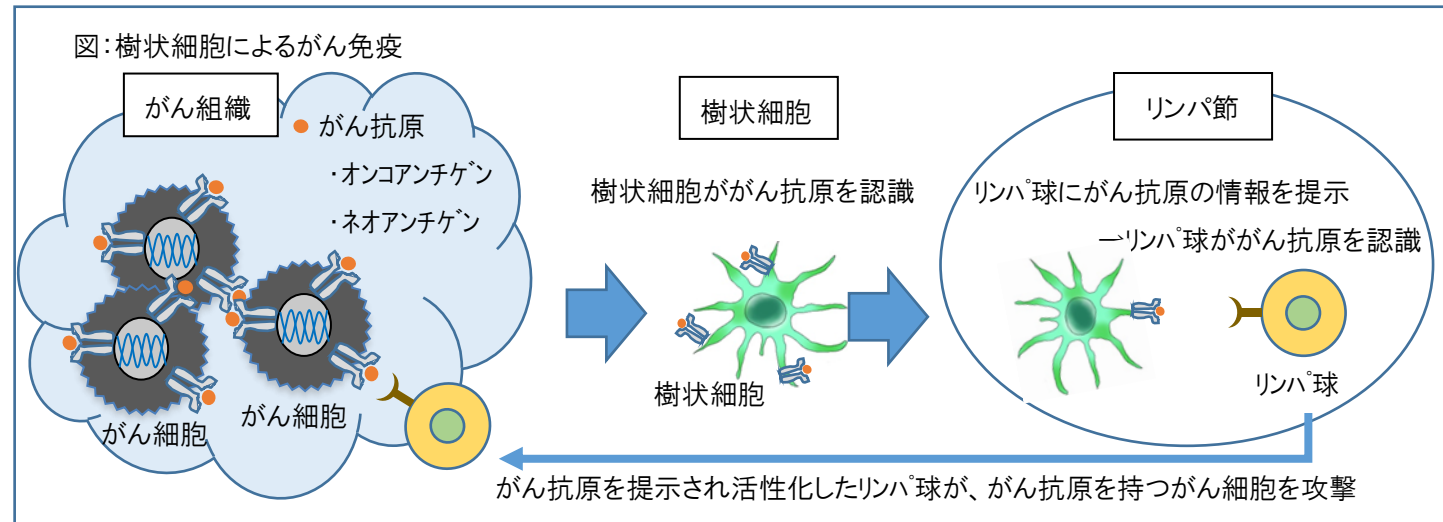 図：樹状細胞によるがん免疫
がん組織
がん抗原
・オンコアンチゲン
・ネオアンチゲン
がん細胞
がん細胞
樹状細胞
樹状細胞ががん抗原を認識
樹状細胞
リンパ節
リンパ球にがん抗原の情報を提示
→リンパ球ががん抗原を認識
リンパ球
がん抗原を提示され活性化したリンパ球が、がん抗原を持つがん細胞を攻撃